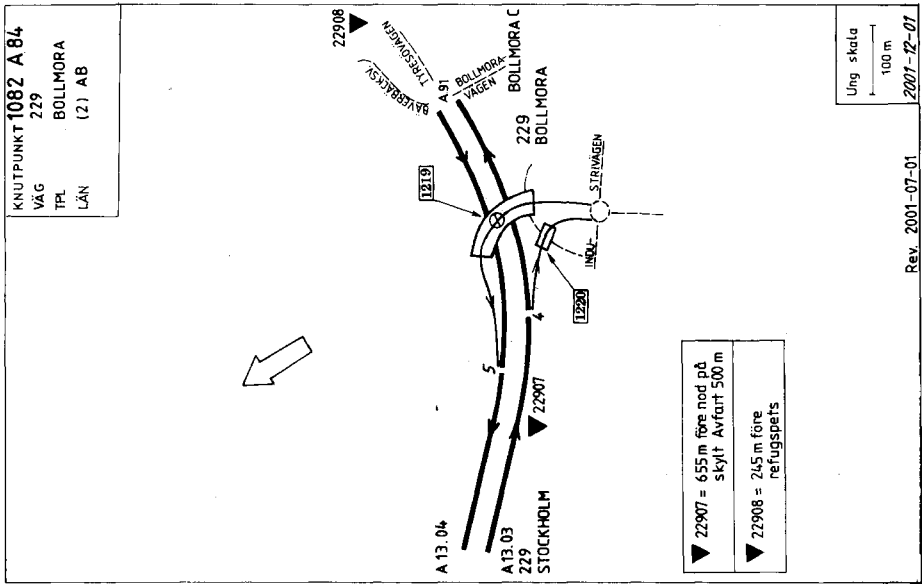 KNUTPUNKT 1082 A 84
VÄG 229
TPL BOLLMORA
LÄN (2) AB
22908
TYRESÖVÄGEN
BÄVERBÄCKSV.
A 91
BOLLMORA-
VÄGEN
BOLLMORA C
229
BOLLMORA
1219
STRIVÄGEN
INDU-
1220
4
5
22907
A 13.04
A 13.03
229
STOCKHOLM
22907 = 655 m före nod på
skylt Avfart 500 m
22908 = 245 m före
refugspets
Ung skala
100 m
Rev. 2001-07-01
2001-12-01